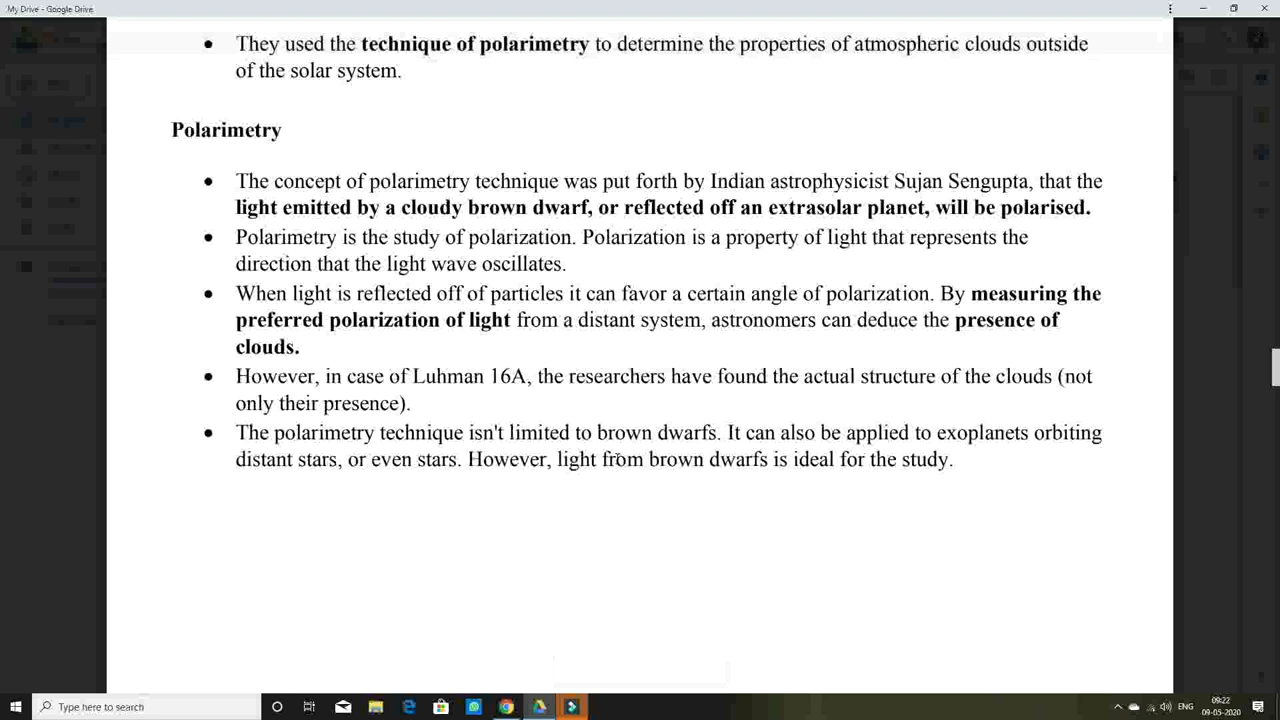 My Drive - Google Drive
They used the technique of polarimetry to determine the properties of atmospheric clouds outside
of the solar system.
Polarimetry
The concept of polarimetry technique was put forth by Indian astrophysicist Sujan Sengupta, that the
light emitted by a cloudy brown dwarf, or reflected off an extrasolar planet, will be polarised.
Polarimetry is the study of polarization. Polarization is a property of light that represents the
direction that the light wave oscillates.
When light is reflected off of particles it can favor a certain angle of polarization. By measuring the
preferred polarization of light from a distant system, astronomers can deduce the presence of
clouds.
However, in case of Luhman 16A, the researchers have found the actual structure of the clouds (not
only their presence).
The polarimetry technique isn't limited to brown dwarfs. It can also be applied to exoplanets orbiting
distant stars, or even stars. However, light from brown dwarfs is ideal for the study.
Type here to search
ENG
09:22
09-05-2020